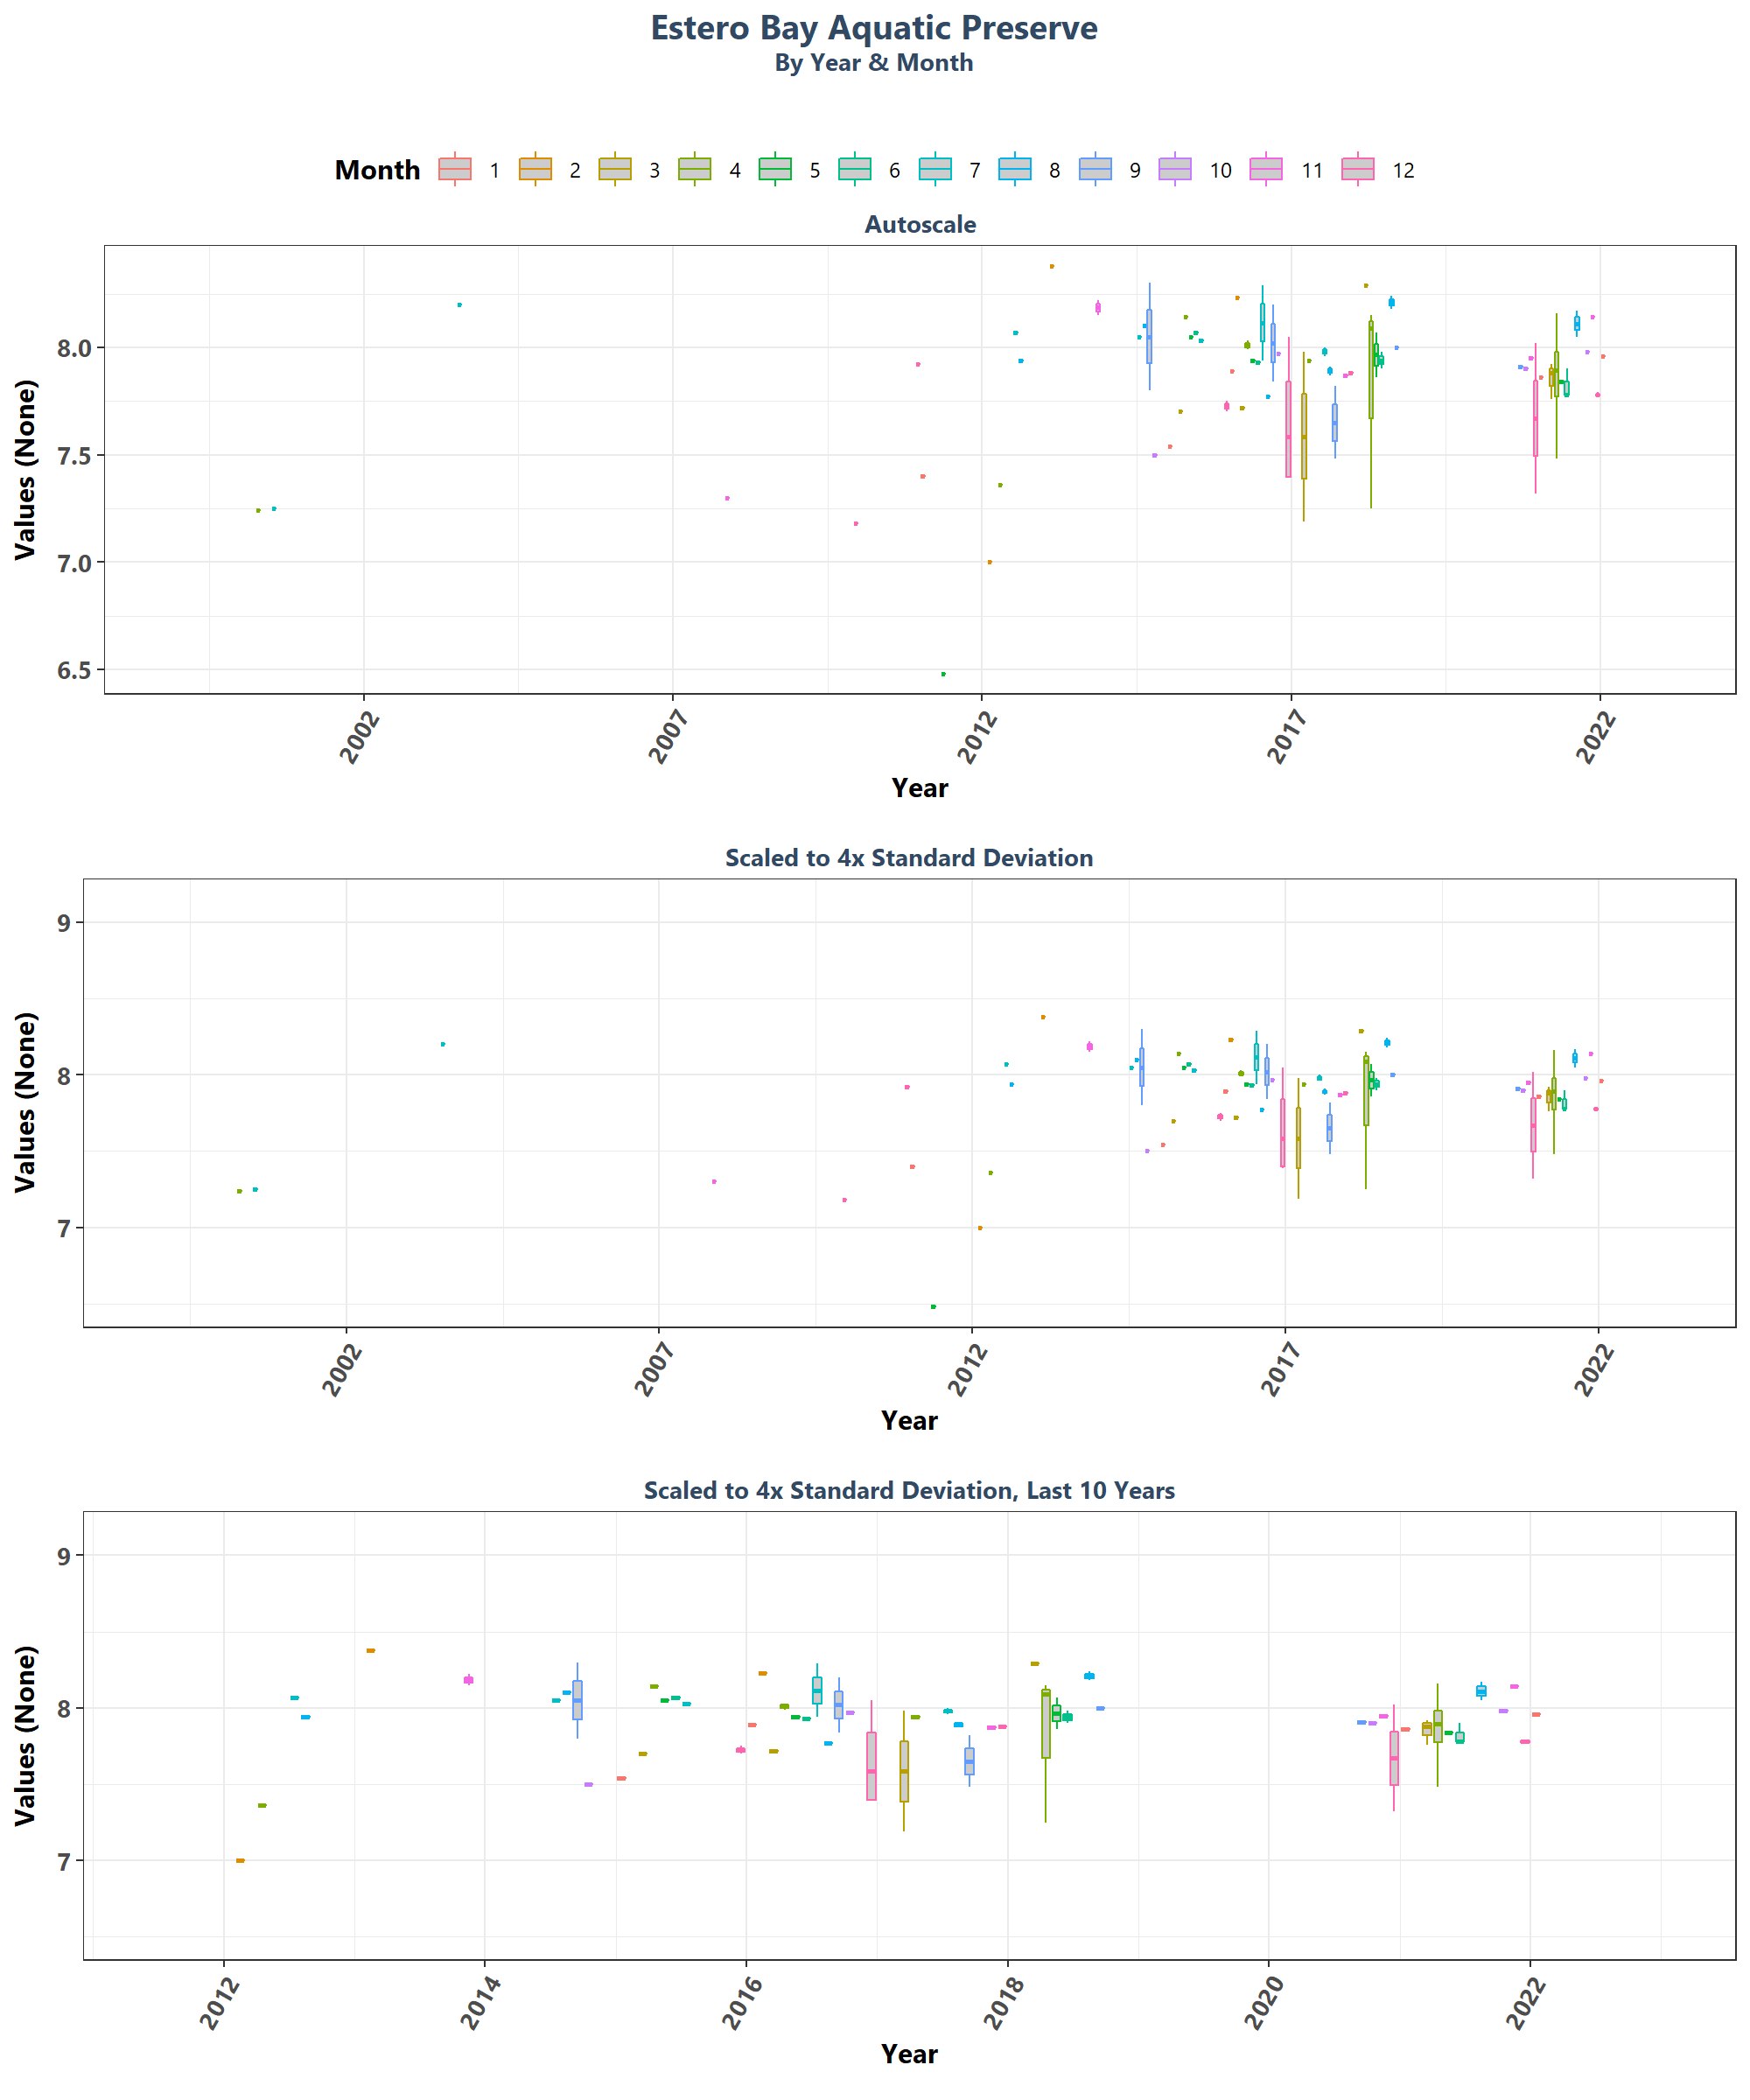 Estero Bay Aquatic Preserve
By Year & Month
Month 1 2 3 4 5 6 7 8 9 10 11 12
Autoscale
Values (None)
8.0
7.5
7.0
6.5
2002 2007 2012 2017 2022
Year
Scaled to 4x Standard Deviation
Values (None)
9
8
7
2002 2007 2012 2017 2022
Year
Scaled to 4x Standard Deviation, Last 10 Years
Values (None)
9
8
7
2012 2014 2016 2018 2020 2022
Year